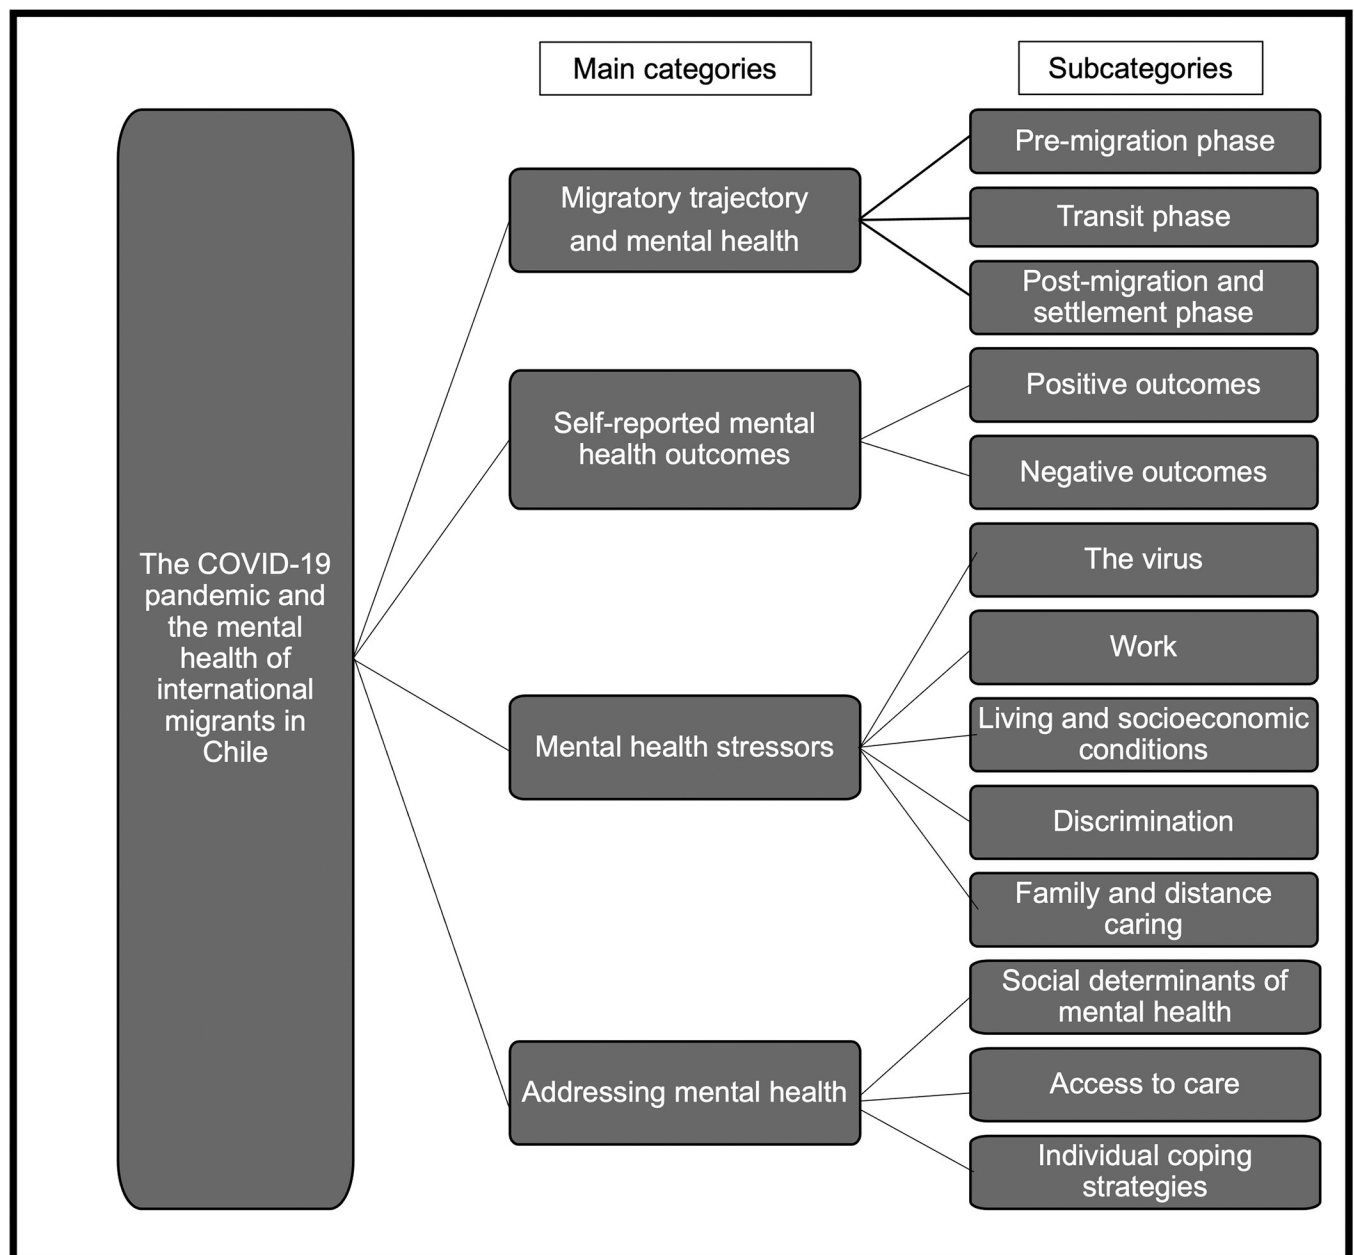 Main categories
Subcategories
The COVID-19
pandemic and
the mental
health of
international
migrants in
Chile
Migratory trajectory
and mental health
Pre-migration phase
Transit phase
Post-migration and
settlement phase
Self-reported mental
health outcomes
Positive outcomes
Negative outcomes
Mental health stressors
The virus
Work
Living and socioeconomic
conditions
Discrimination
Family and distance
caring
Addressing mental health
Social determinants of
mental health
Access to care
Individual coping
strategies